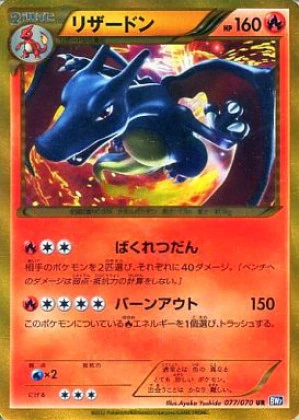 2進化
リザードン
HP160
ばくれつだん
相手のポケモンを2匹選び、それぞれに40ダメージ。[ベンチへ
のダメージは弱点・抵抗力の計算をしない。]
バーンアウト 150
このポケモンについている エネルギーを1個選び、トラッシュする。
×2
にげる
Illus.Ayaka Yoshida
077/070 UR